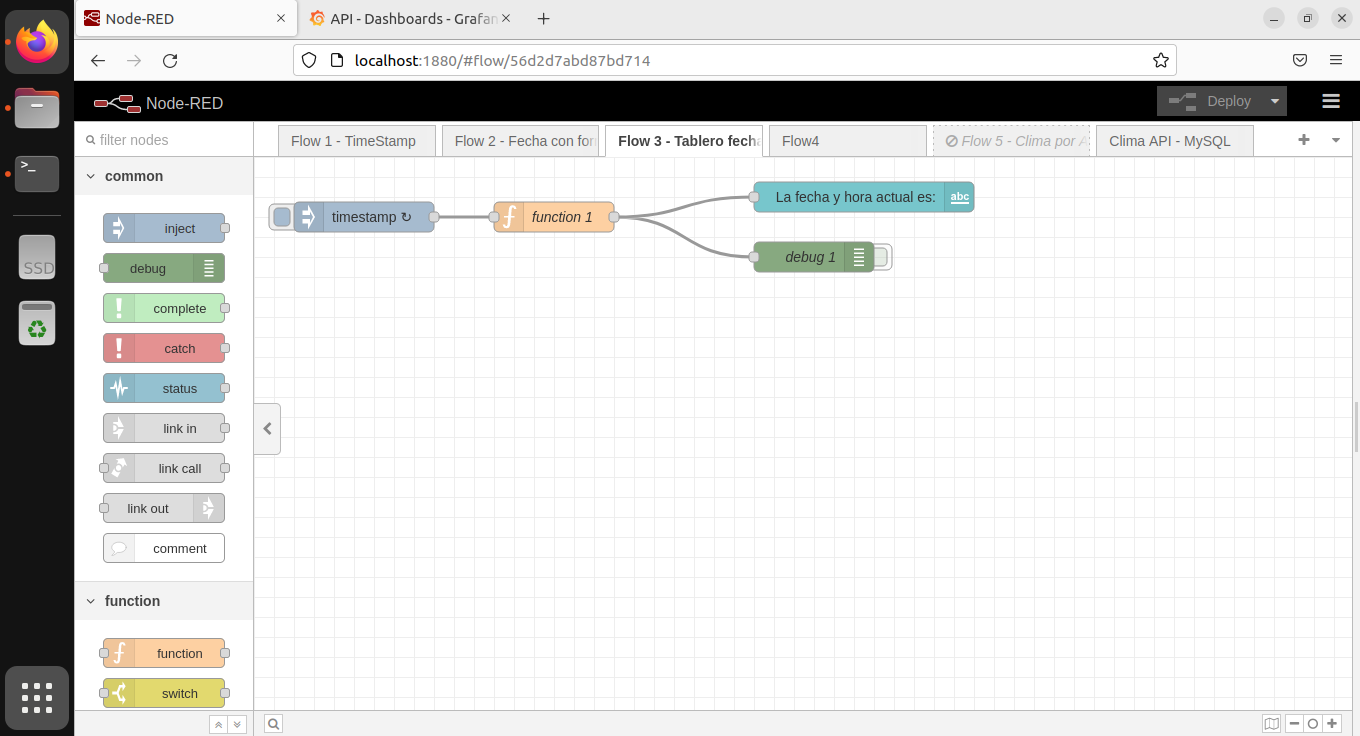 Node-RED
API - Dashboards - Grafan
localhost:1880/#flow/56d2d7abd87bd714
Node-RED
Deploy
filter nodes
Flow 1 - TimeStamp
Flow 2 - Fecha con for
Flow 3 - Tablero fecha
Flow4
Flow 5 - Clima por A
Clima API - MySQL
common
inject
debug
complete
catch
status
link in
link call
link out
comment
function
function
switch
timestamp ↻
function 1
La fecha y hora actual es:
abc
debug 1
>_
SSD